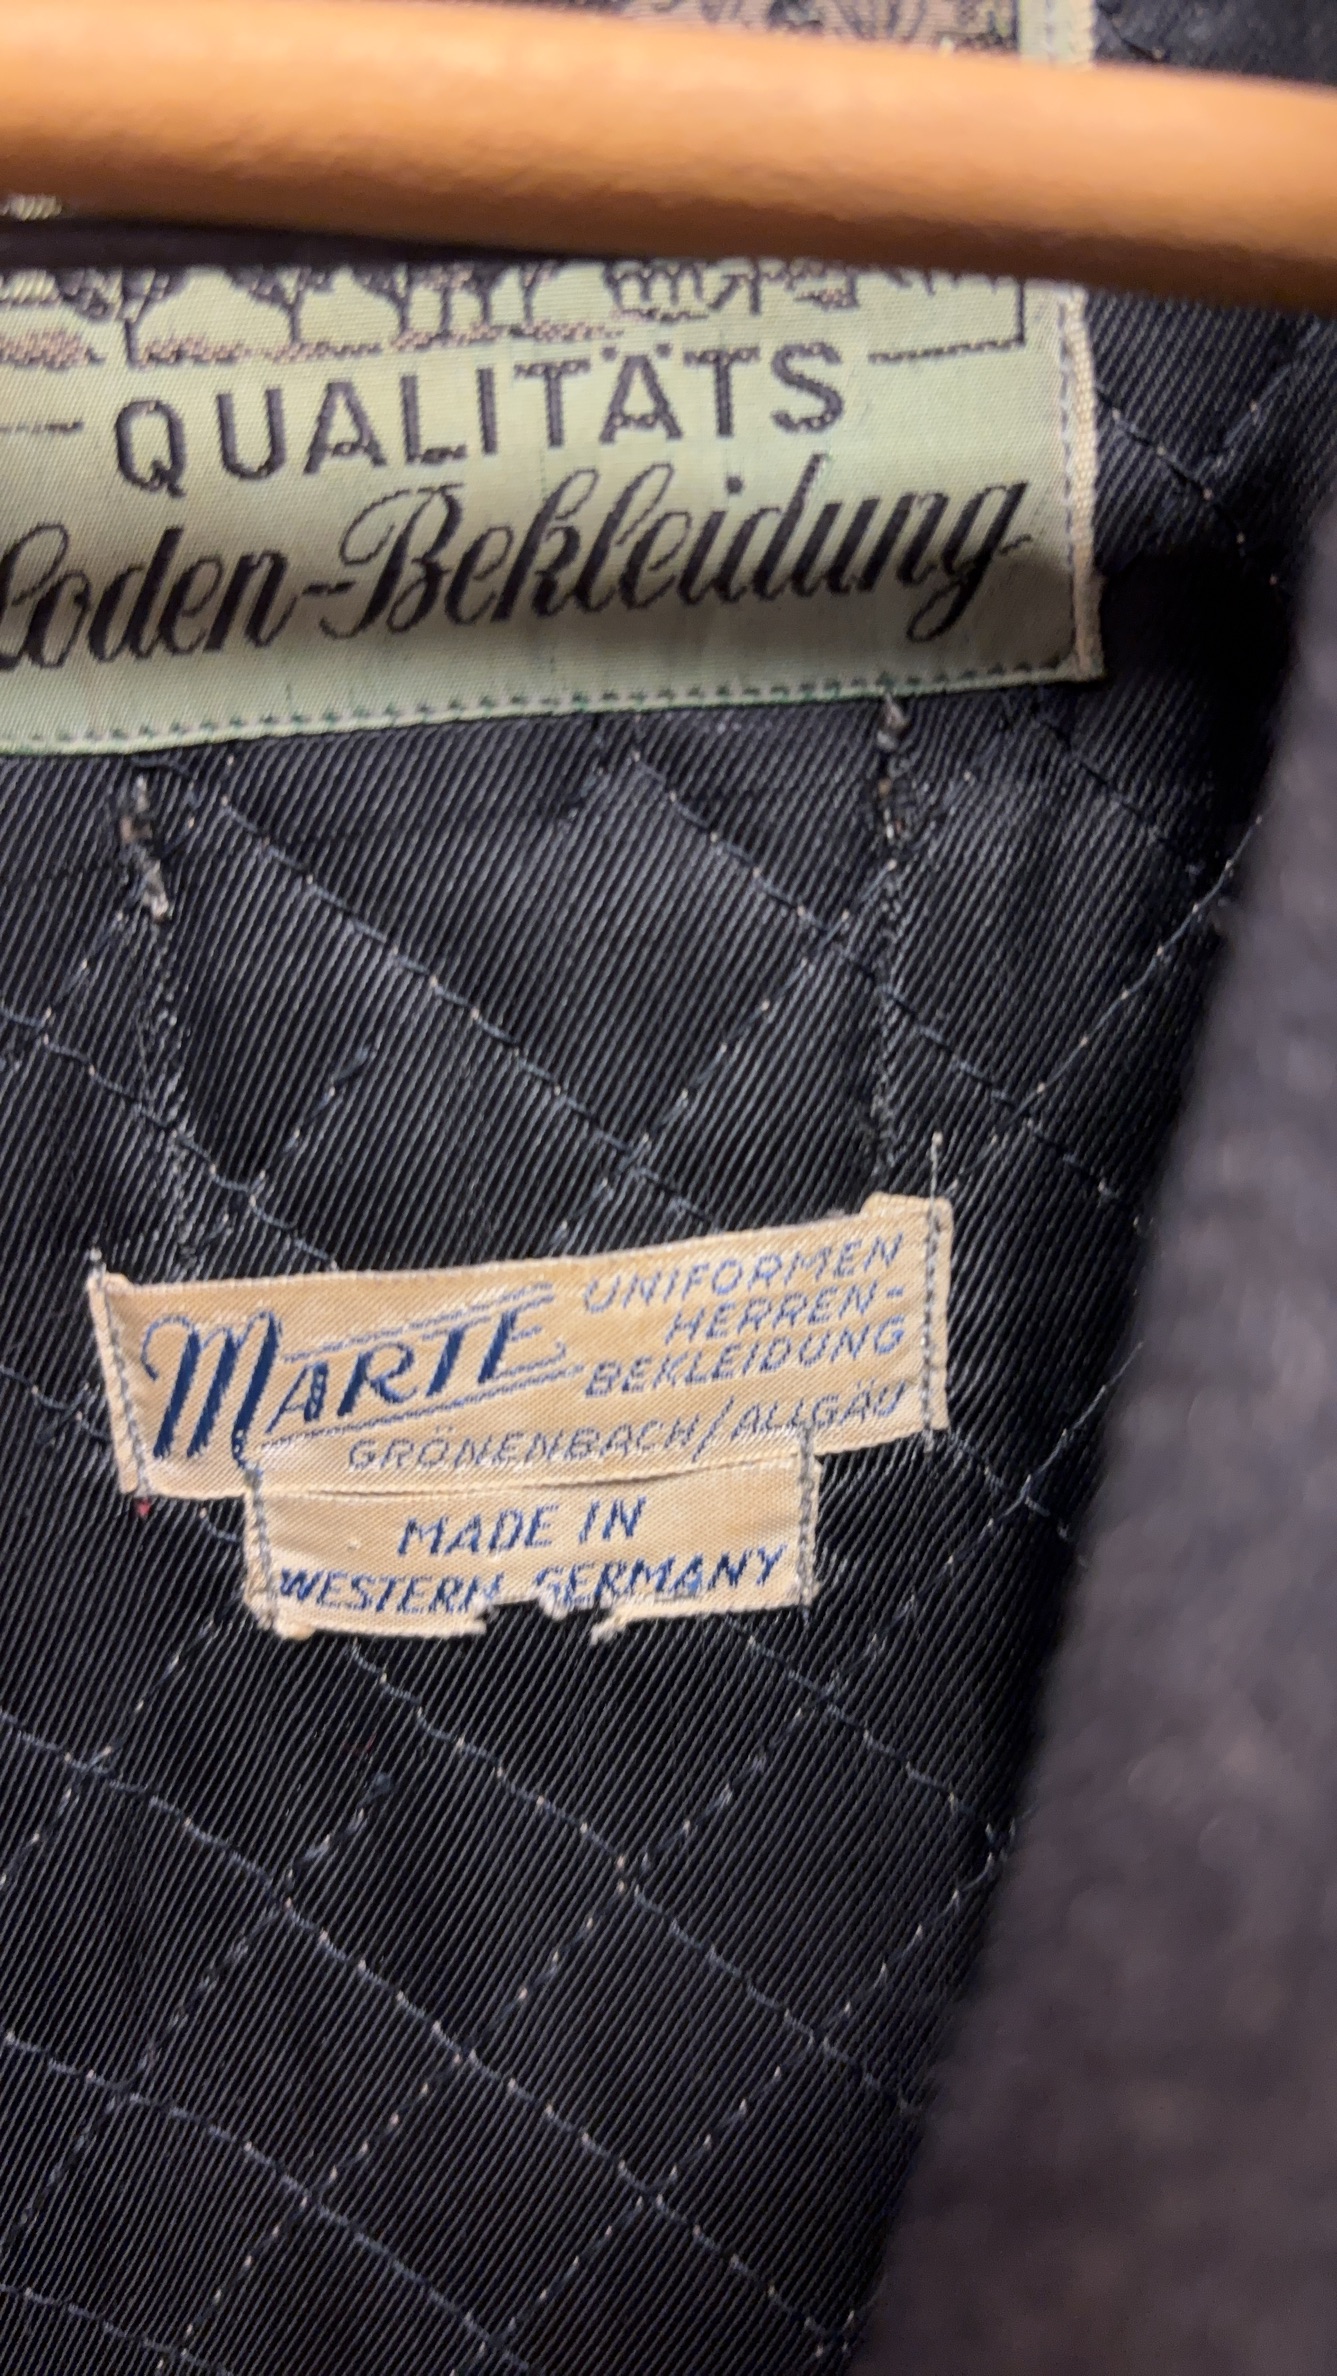 QUALITÄTS
Loden-Bekleidung
MARTE
UNIFORMEN
HERREN-
BEKLEIDUNG
GRÖNENBACH/ALLGÄU
MADE IN
WESTERN GERMANY